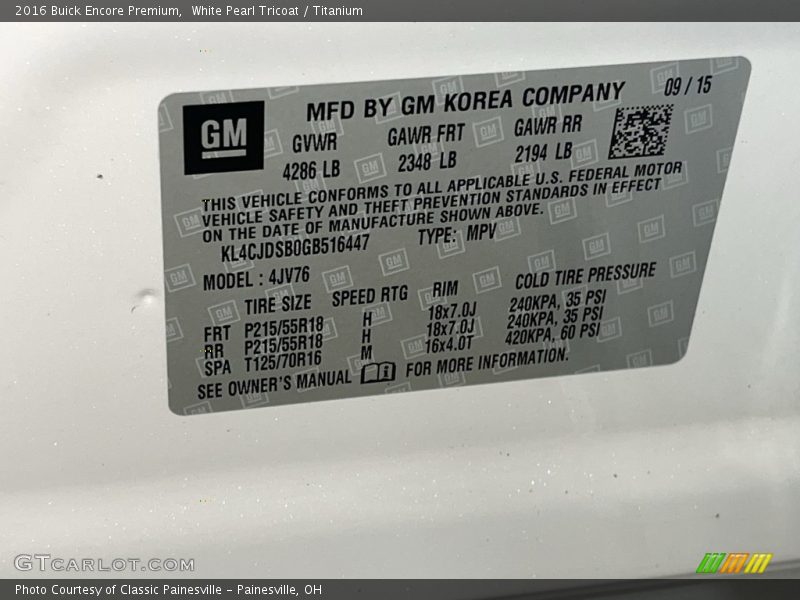 2016 Buick Encore Premium,  White Pearl Tricoat / Titanium
GM
MFD BY GM KOREA COMPANY 09 / 15
GVWR GAWR FRT GAWR RR
4286 LB 2348 LB 2194 LB
THIS VEHICLE CONFORMS TO ALL APPLICABLE U.S. FEDERAL MOTOR
VEHICLE SAFETY AND THEFT PREVENTION STANDARDS IN EFFECT
ON THE DATE OF MANUFACTURE SHOWN ABOVE.
KL4CJDSB0GB516447 TYPE: MPV
MODEL : 4JV76
TIRE SIZE SPEED RTG RIM COLD TIRE PRESSURE
FRT P215/55R18 H 18x7.0J 240KPA, 35 PSI
RR P215/55R18 H 18x7.0J 240KPA, 35 PSI
SPA T125/70R16 M 16x4.0T 420KPA, 60 PSI
SEE OWNER'S MANUAL FOR MORE INFORMATION.
GTCARLOT.COM
Photo Courtesy of Classic Painesville - Painesville, OH